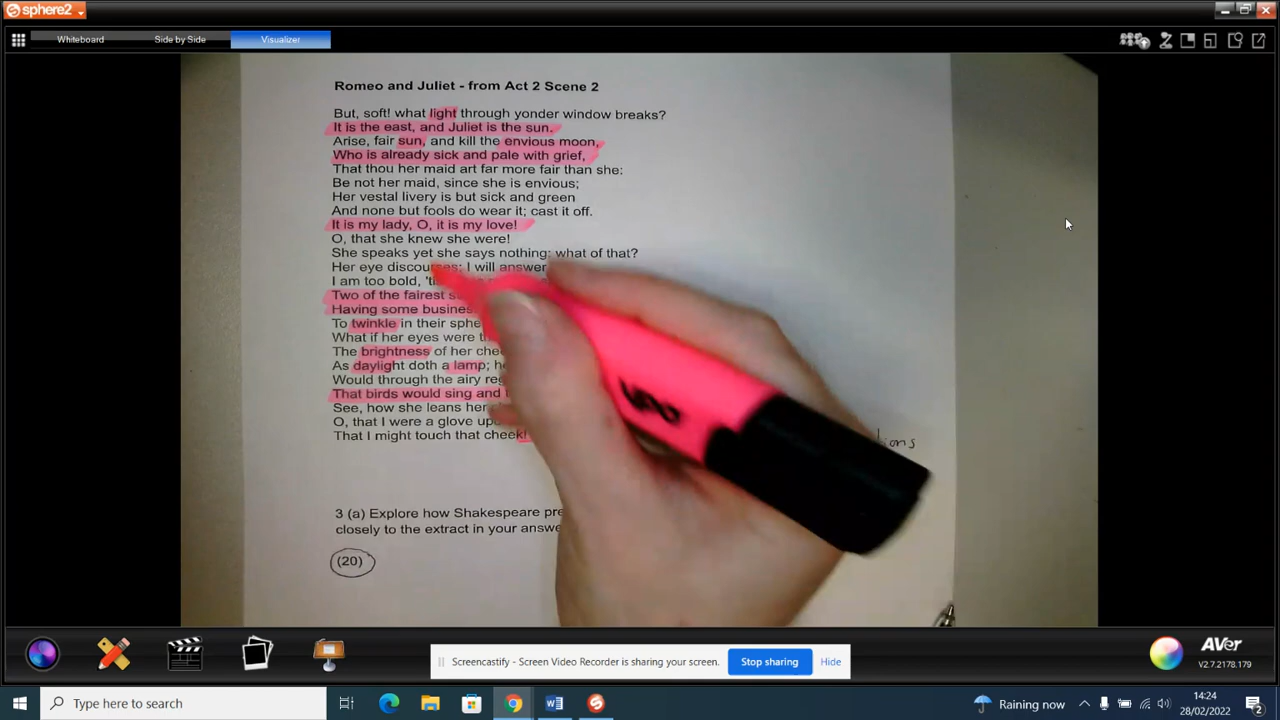 sphere2
Whiteboard
Side by Side
Visualizer
Romeo and Juliet - from Act 2 Scene 2
But, soft! what light through yonder window breaks?
It is the east, and Juliet is the sun.
Arise, fair sun, and kill the envious moon,
Who is already sick and pale with grief,
That thou her maid art far more fair than she:
Be not her maid, since she is envious;
Her vestal livery is but sick and green
And none but fools do wear it; cast it off.
It is my lady, O, it is my love!
O, that she knew she were!
She speaks yet she says nothing: what of that?
Her eye discourses; I will answer
I am too bold,
Two of the fairest
Having some
To twinkle in their
What if her eyes were
The brightness of her
As daylight doth a lamp;
Would through the airy
That birds would sing and
See, how she leans her
O, that I were a glove
That I might touch that cheek!
3 (a) Explore how Shakespeare
closely to the extract in your
(20)
Screencastify - Screen Video Recorder is sharing your screen.
Stop sharing
Hide
AVer
V2.7.2178.179
Type here to search
Raining now
14:24
28/02/2022
2